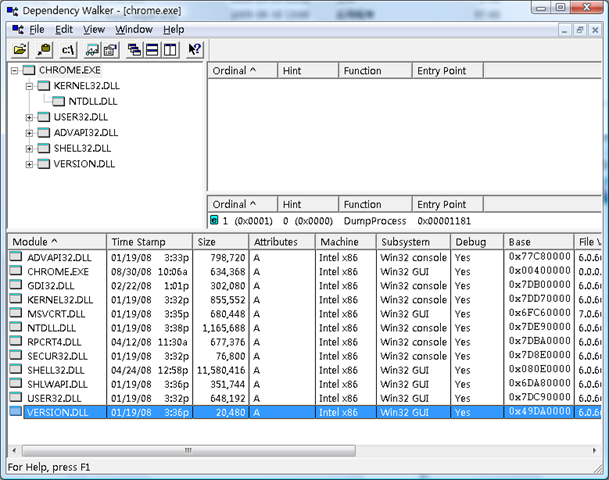 Dependency Walker - [chrome.exe]
File Edit View Window Help
c:\
CHROME.EXE
KERNEL32.DLL
NTDLL.DLL
USER32.DLL
ADVAPI32.DLL
SHELL32.DLL
VERSION.DLL
Ordinal ^ Hint Function Entry Point
Ordinal ^ Hint Function Entry Point
1 (0x0001) 0 (0x0000) DumpProcess 0x00001181
Module ^ Time Stamp Size Attributes Machine Subsystem Debug Base File V
ADVAPI32.DLL 01/19/08 3:33p 798,720 A Intel x86 Win32 console Yes 0x77C80000 6.0.6
CHROME.EXE 08/30/08 10:06a 634,368 A Intel x86 Win32 GUI Yes 0x00400000 0.0.0.
GDI32.DLL 02/22/08 1:01p 302,080 A Intel x86 Win32 console Yes 0x7DB00000 6.0.6
KERNEL32.DLL 01/19/08 3:32p 855,552 A Intel x86 Win32 console Yes 0x7DD70000 6.0.6
MSVCRT.DLL 01/19/08 3:35p 680,448 A Intel x86 Win32 GUI Yes 0x6FC60000 7.0.6
NTDLL.DLL 01/19/08 3:38p 1,165,688 A Intel x86 Win32 console Yes 0x7DE90000 6.0.6
RPCRT4.DLL 04/12/08 11:30a 677,376 A Intel x86 Win32 console Yes 0x7DBA0000 6.0.6
SECUR32.DLL 01/19/08 3:32p 76,800 A Intel x86 Win32 console Yes 0x7D8E0000 6.0.6
SHELL32.DLL 04/24/08 12:58p 11,580,416 A Intel x86 Win32 GUI Yes 0x080E0000 6.0.6
SHLWAPI.DLL 01/19/08 3:36p 351,744 A Intel x86 Win32 GUI Yes 0x6DA80000 6.0.6
USER32.DLL 01/19/08 3:32p 648,192 A Intel x86 Win32 GUI Yes 0x7DC90000 6.0.6
VERSION.DLL 01/19/08 3:36p 20,480 A Intel x86 Win32 GUI Yes 0x49DA0000 6.0.6
For Help, press F1